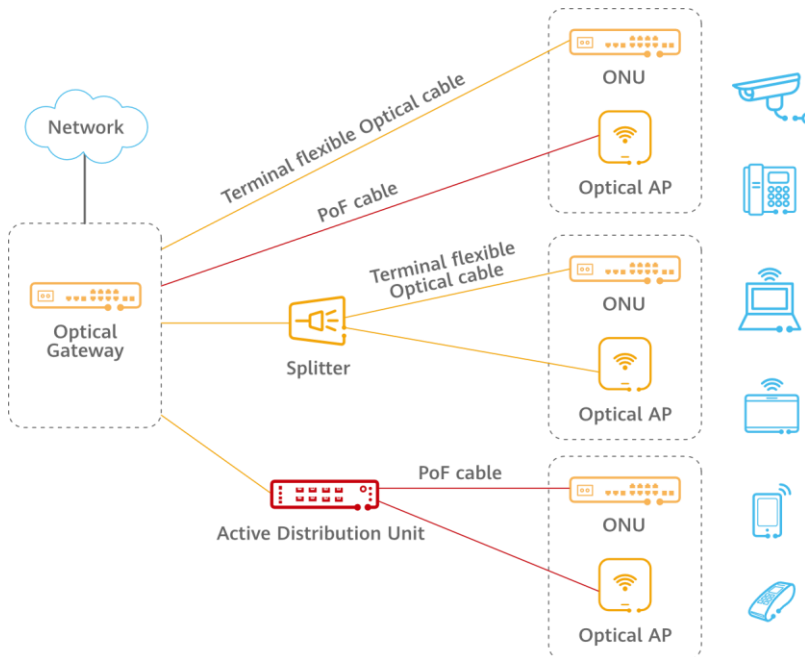 Network
Optical
Gateway
Terminal flexible Optical cable
PoF cable
ONU
Optical AP
Splitter
Terminal flexible
Optical cable
ONU
Optical AP
Active Distribution Unit
PoF cable
ONU
Optical AP